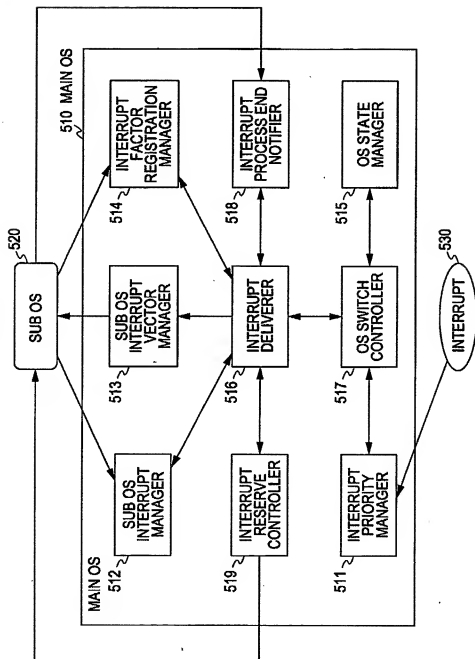 520
SUB OS
510 MAIN OS
MAIN OS
512
SUB OS
INTERRUPT
MANAGER
513
SUB OS
INTERRUPT
VECTOR
MANAGER
514
INTERRUPT
FACTOR
REGISTRATION
MANAGER
519
INTERRUPT
RESERVE
CONTROLLER
516
INTERRUPT
DELIVERER
518
INTERRUPT
PROCESS END
NOTIFIER
511
INTERRUPT
PRIORITY
MANAGER
517
OS SWITCH
CONTROLLER
515
OS STATE
MANAGER
530
INTERRUPT